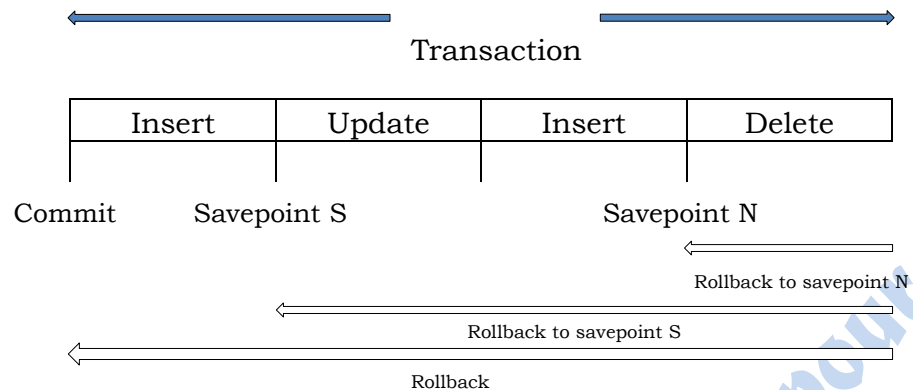 Transaction
Insert Update Insert Delete
Commit Savepoint S Savepoint N
Rollback to savepoint N
Rollback to savepoint S
Rollback